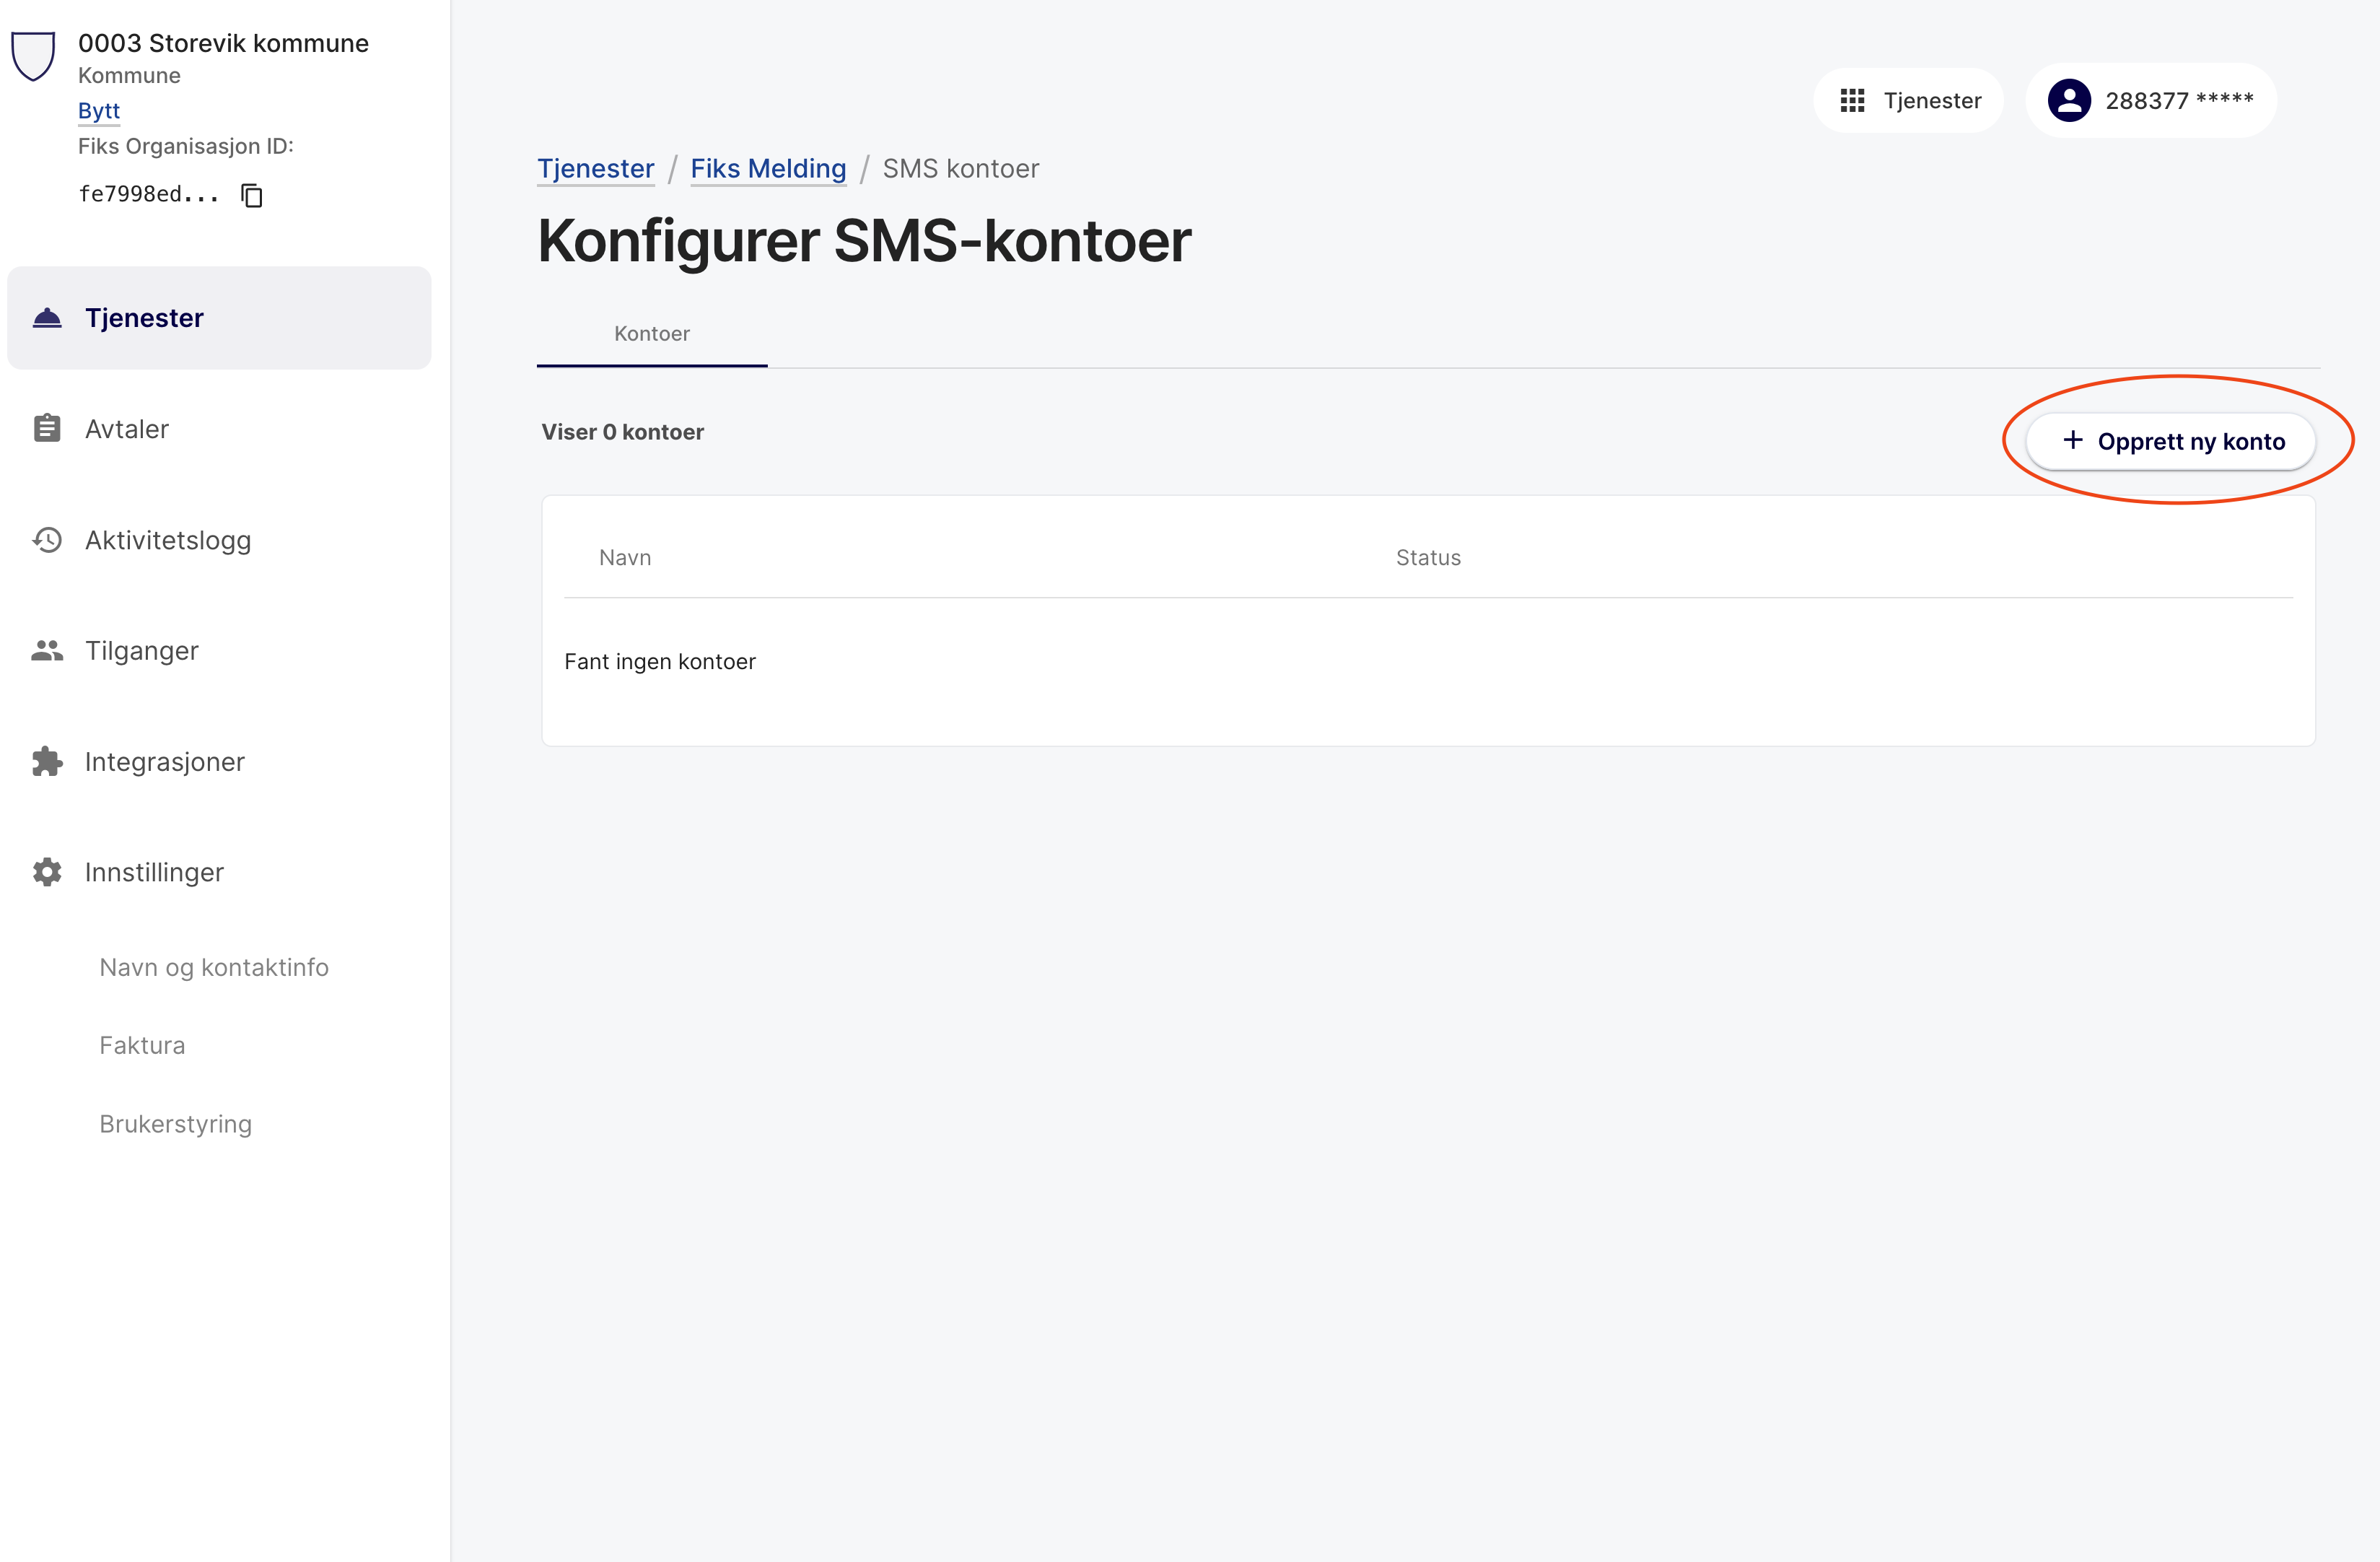 0003 Storevik kommune
Kommune
Bytt
Fiks Organisasjon ID:
fe7998ed...
Tjenester
Avtaler
Aktivitetslogg
Tilganger
Integrasjoner
Innstillinger
Navn og kontaktinfo
Faktura
Brukerstyring
Tjenester 288377 *****
Tjenester / Fiks Melding / SMS kontoer
Konfigurer SMS-kontoer
Kontoer
Viser 0 kontoer
+ Opprett ny konto
Navn Status
Fant ingen kontoer